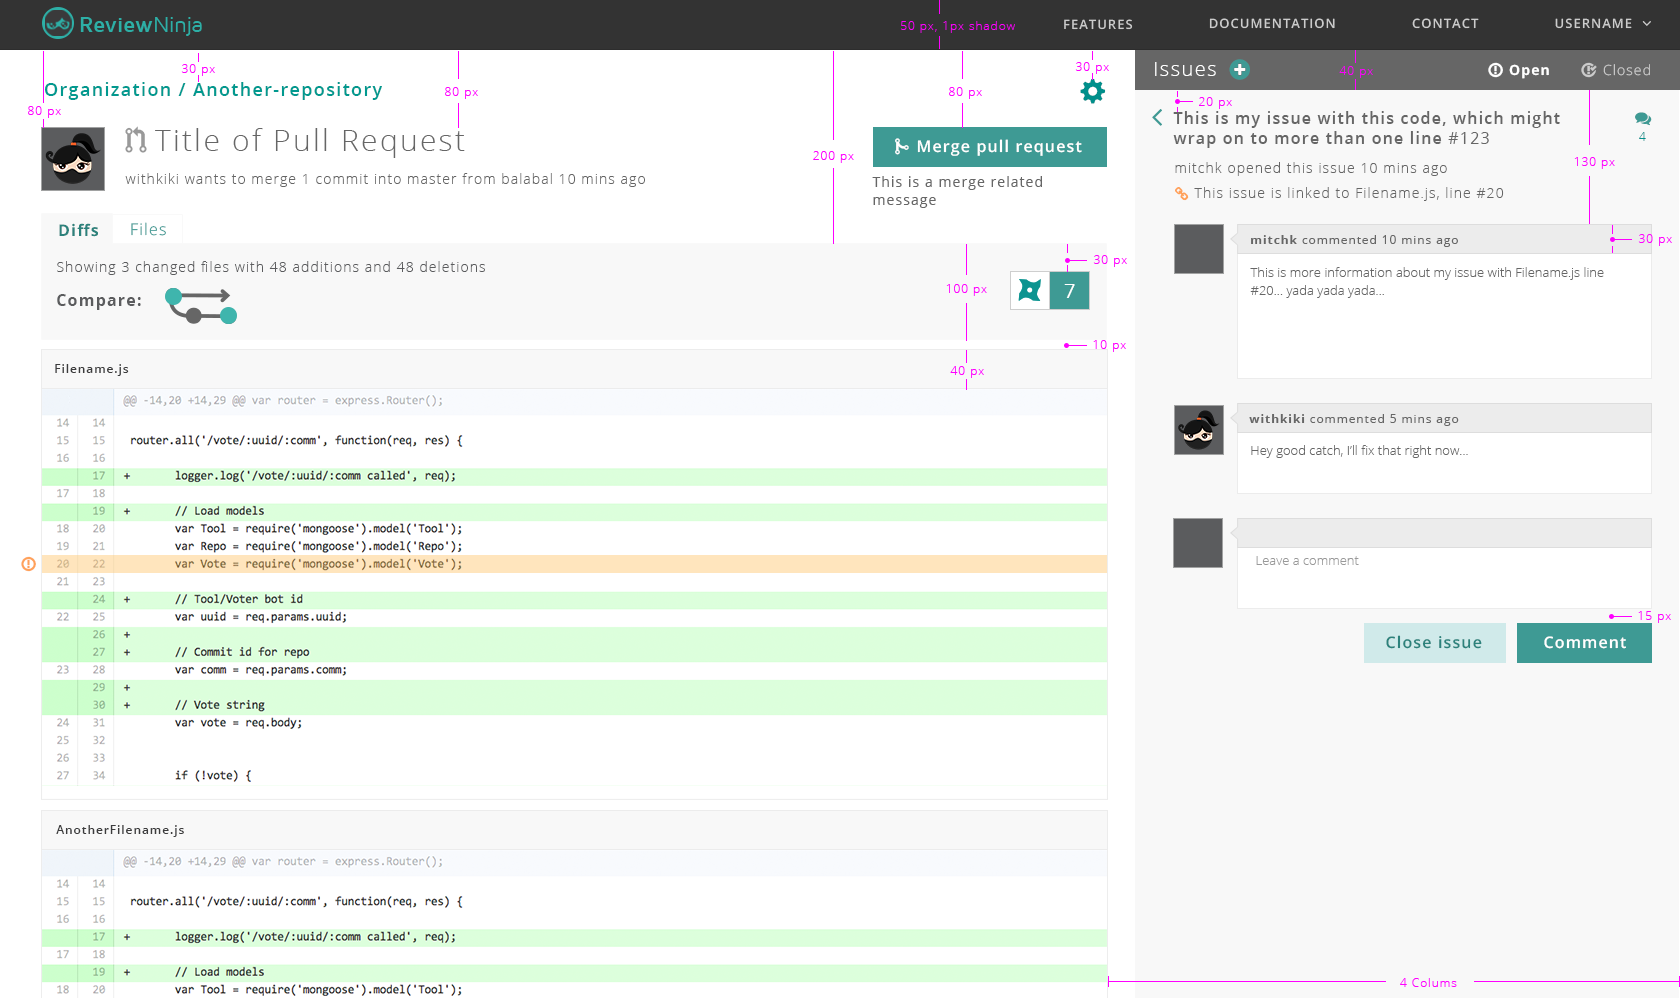 ReviewNinja
50 px, 1px shadow
FEATURES
DOCUMENTATION
CONTACT
USERNAME
30 px
80 px
80 px
80 px
30 px
Organization / Another-repository
Title of Pull Request
withkiki wants to merge 1 commit into master from balabal 10 mins ago
200 px
Merge pull request
This is a merge related
message
Diffs
Files
Showing 3 changed files with 48 additions and 48 deletions
Compare:
100 px
30 px
7
10 px
40 px
Filename.js
@@ -14,20 +14,29 @@ var router = express.Router();
14 14
15 15 router.all('/vote/:uuid/:comm', function(req, res) {
16 16
17 + logger.log('/vote/:uuid/:comm called', req);
17 18
19 + // Load models
18 20 var Tool = require('mongoose').model('Tool');
19 21 var Repo = require('mongoose').model('Repo');
20 22 var Vote = require('mongoose').model('Vote');
21 23
24 + // Tool/Voter bot id
22 25 var uuid = req.params.uuid;
26 +
27 + // Commit id for repo
23 28 var comm = req.params.comm;
29 +
30 + // Vote string
24 31 var vote = req.body;
25 32
26 33
27 34 if (!vote) {
AnotherFilename.js
@@ -14,20 +14,29 @@ var router = express.Router();
14 14
15 15 router.all('/vote/:uuid/:comm', function(req, res) {
16 16
17 + logger.log('/vote/:uuid/:comm called', req);
17 18
19 + // Load models
18 20 var Tool = require('mongoose').model('Tool');
Issues
40 px
Open
Closed
20 px
This is my issue with this code, which might
wrap on to more than one line #123
4
mitchk opened this issue 10 mins ago
130 px
This issue is linked to Filename.js, line #20
mitchk commented 10 mins ago
30 px
This is more information about my issue with Filename.js line
#20... yada yada yada...
withkiki commented 5 mins ago
Hey good catch, I'll fix that right now...
Leave a comment
15 px
Close issue
Comment
4 Colums